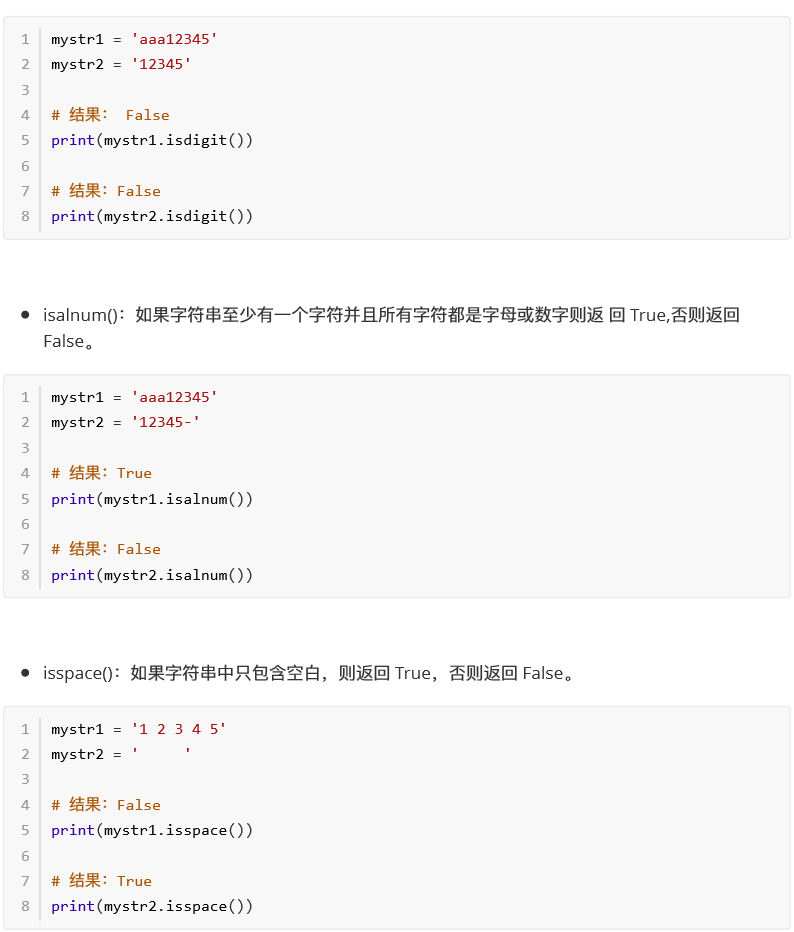 1 mystr1 = 'aaa12345'
2 mystr2 = '12345'
3
4 # 结果： False
5 print(mystr1.isdigit())
6
7 # 结果：False
8 print(mystr2.isdigit())
• isalnum()：如果字符串至少有一个字符并且所有字符都是字母或数字则返 回 True,否则返回
False。
1 mystr1 = 'aaa12345'
2 mystr2 = '12345-'
3
4 # 结果：True
5 print(mystr1.isalnum())
6
7 # 结果：False
8 print(mystr2.isalnum())
• isspace()：如果字符串中只包含空白，则返回 True，否则返回 False。
1 mystr1 = '1 2 3 4 5'
2 mystr2 = '     '
3
4 # 结果：False
5 print(mystr1.isspace())
6
7 # 结果：True
8 print(mystr2.isspace())